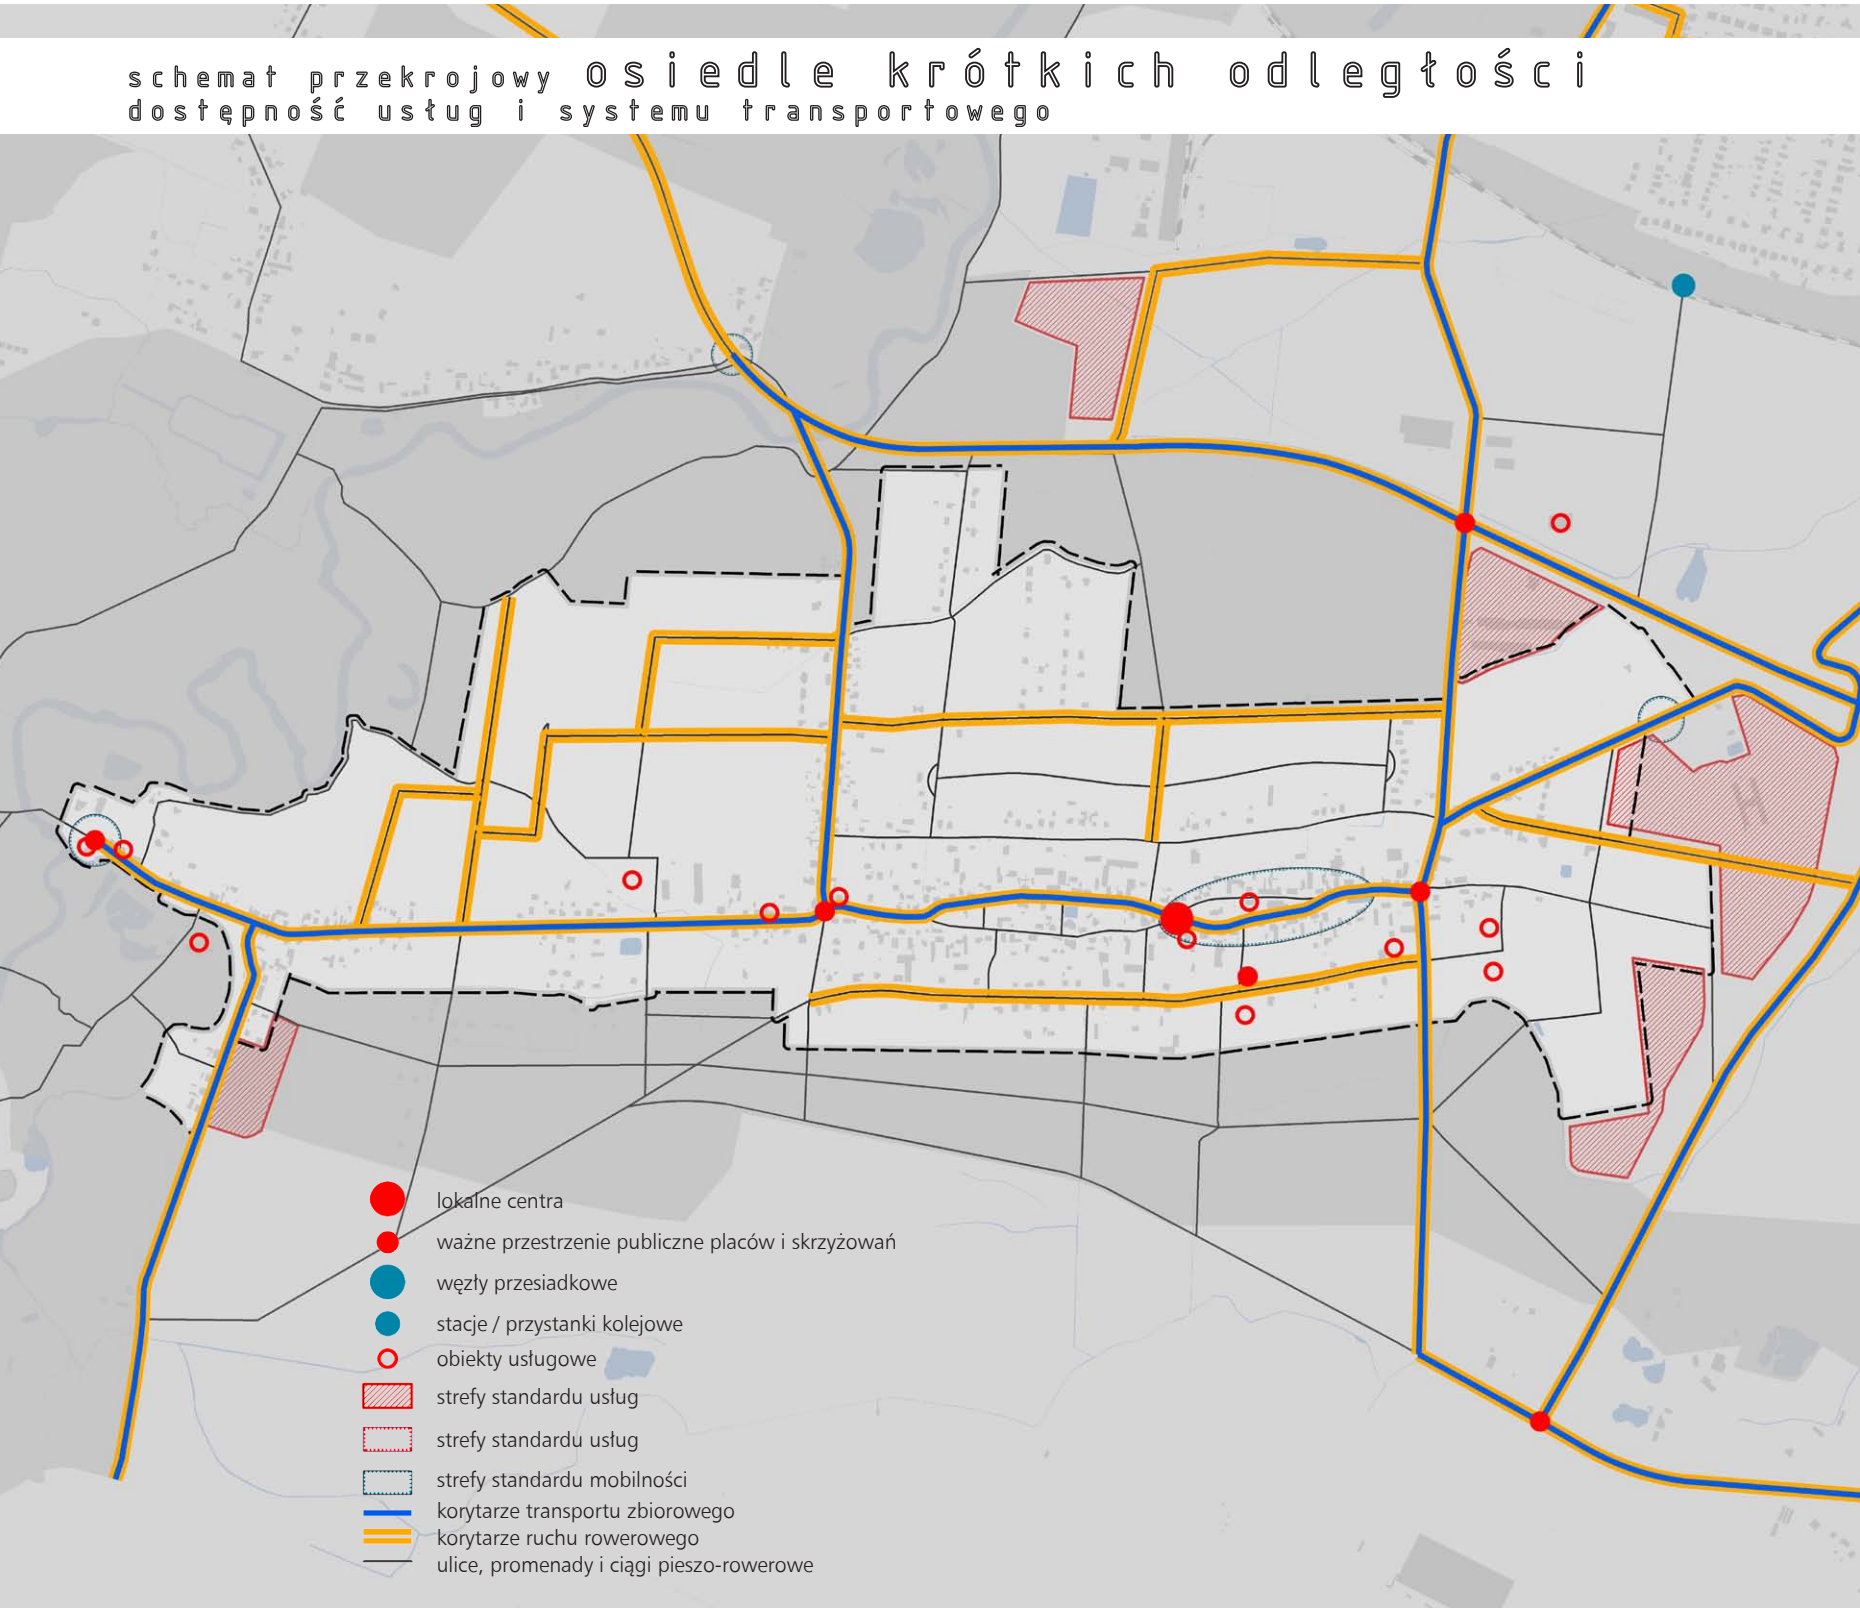 schemat przekrojowy osiedle krótkich odległości
dostępność usług i systemu transportowego
lokalne centra
ważne przestrzenie publiczne placów i skrzyżowań
węzły przesiadkowe
stacje / przystanki kolejowe
obiekty usługowe
strefy standardu usług
strefy standardu usług
strefy standardu mobilności
korytarze transportu zbiorowego
korytarze ruchu rowerowego
ulice, promenady i ciągi pieszo-rowerowe